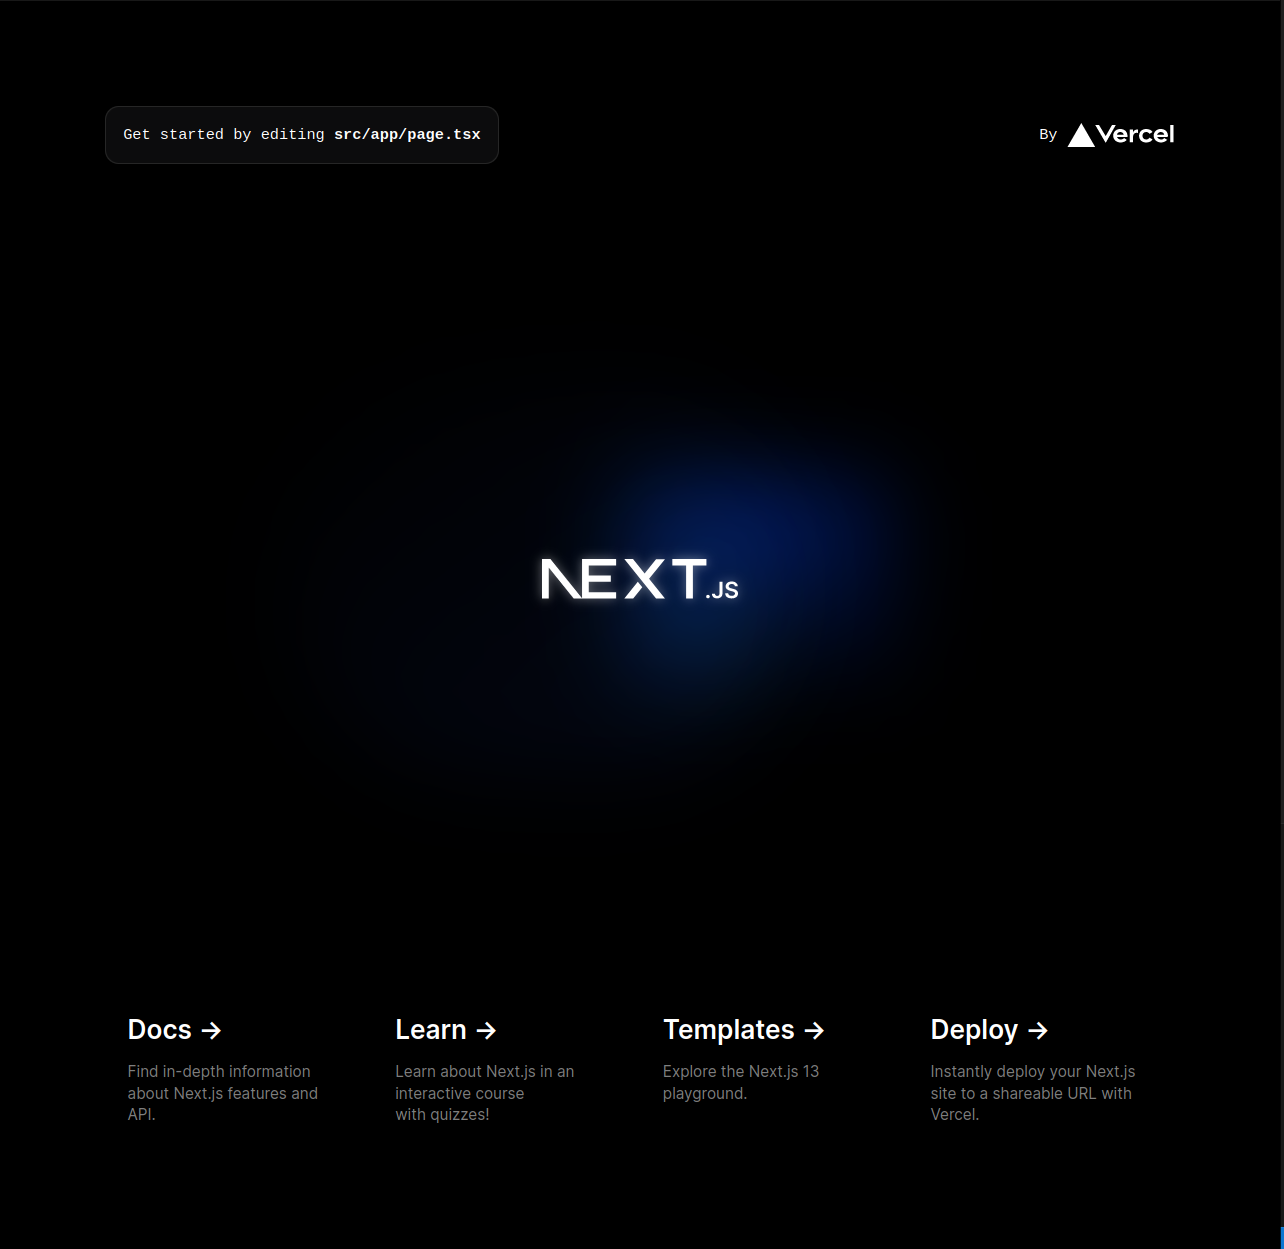 Get started by editing src/app/page.tsx
By Vercel
NEXT.JS
Docs →
Find in-depth information
about Next.js features and
API.
Learn →
Learn about Next.js in an
interactive course
with quizzes!
Templates →
Explore the Next.js 13
playground.
Deploy →
Instantly deploy your Next.js
site to a shareable URL with
Vercel.